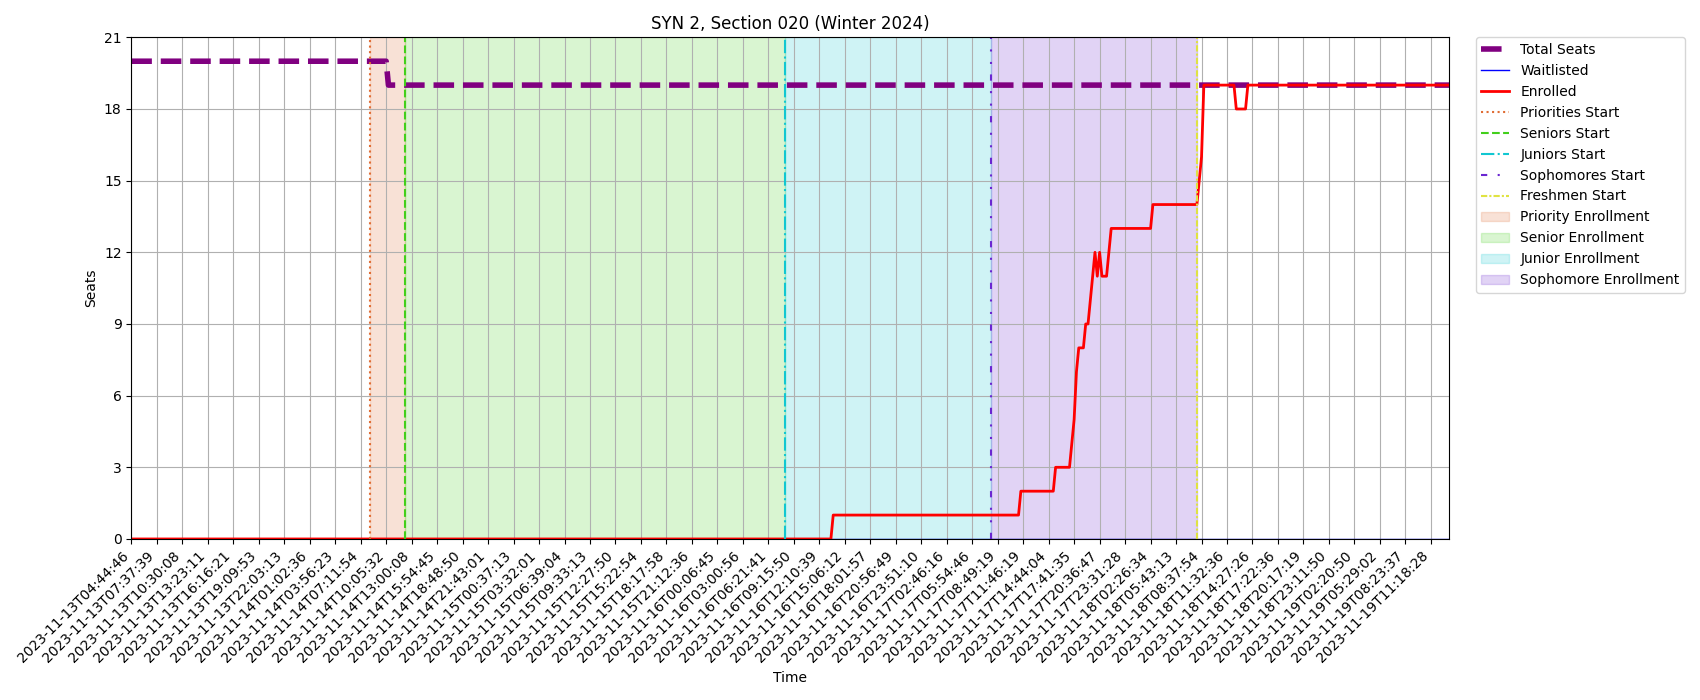 SYN 2, Section 020 (Winter 2024)
21
18
15
12
9
6
3
0
Seats
2023-11-13T04:44:46
2023-11-13T07:37:39
2023-11-13T10:30:08
2023-11-13T13:23:11
2023-11-13T16:16:21
2023-11-13T19:09:53
2023-11-13T22:03:13
2023-11-14T01:02:36
2023-11-14T03:56:23
2023-11-14T07:11:54
2023-11-14T10:05:32
2023-11-14T13:00:08
2023-11-14T15:54:45
2023-11-14T18:48:50
2023-11-14T21:43:01
2023-11-15T00:37:13
2023-11-15T03:32:01
2023-11-15T06:39:04
2023-11-15T09:33:13
2023-11-15T12:27:50
2023-11-15T15:22:54
2023-11-15T18:17:58
2023-11-15T21:12:36
2023-11-16T00:06:45
2023-11-16T03:00:56
2023-11-16T06:21:41
2023-11-16T09:15:50
2023-11-16T12:10:39
2023-11-16T15:06:12
2023-11-16T18:01:57
2023-11-16T20:56:49
2023-11-16T23:51:10
2023-11-17T02:46:16
2023-11-17T05:54:46
2023-11-17T08:49:19
2023-11-17T11:46:19
2023-11-17T14:44:04
2023-11-17T17:41:35
2023-11-17T20:36:47
2023-11-17T23:31:28
2023-11-18T02:26:34
2023-11-18T05:43:13
2023-11-18T08:37:54
2023-11-18T11:32:36
2023-11-18T14:27:26
2023-11-18T17:22:36
2023-11-18T20:17:19
2023-11-18T23:11:50
2023-11-19T02:20:50
2023-11-19T05:29:02
2023-11-19T08:23:37
2023-11-19T11:18:28
Time
Total Seats
Waitlisted
Enrolled
Priorities Start
Seniors Start
Juniors Start
Sophomores Start
Freshmen Start
Priority Enrollment
Senior Enrollment
Junior Enrollment
Sophomore Enrollment